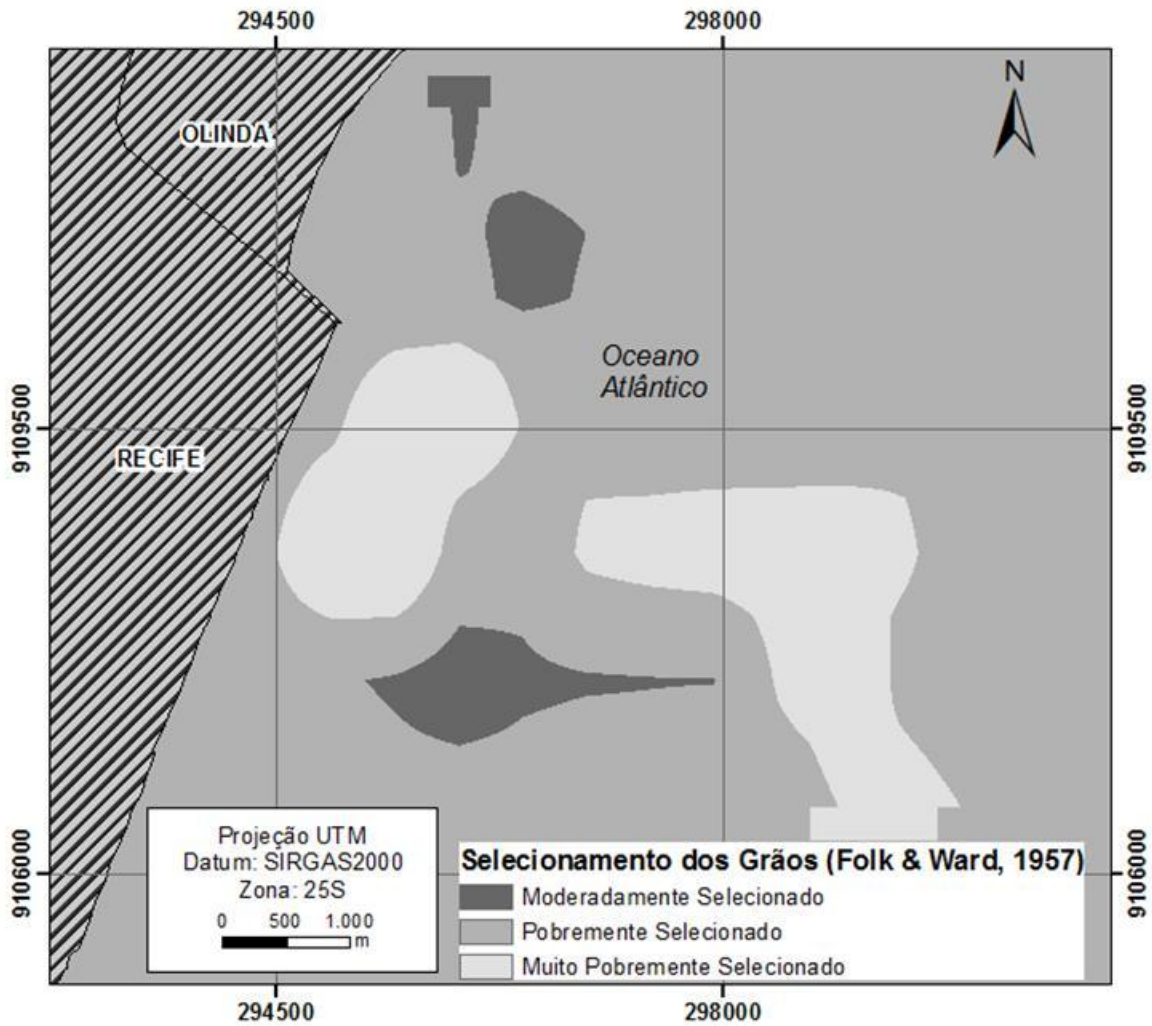 294500 298000
N
OLINDA
Oceano
Atlântico
9109500 9109500
RECIFE
Projeção UTM
Datum: SIRGAS2000
Zona: 25S
0 500 1.000
m
Selecionamento dos Grãos (Folk & Ward, 1957)
Moderadamente Selecionado
Pobremente Selecionado
Muito Pobremente Selecionado
9106000 9106000
294500 298000